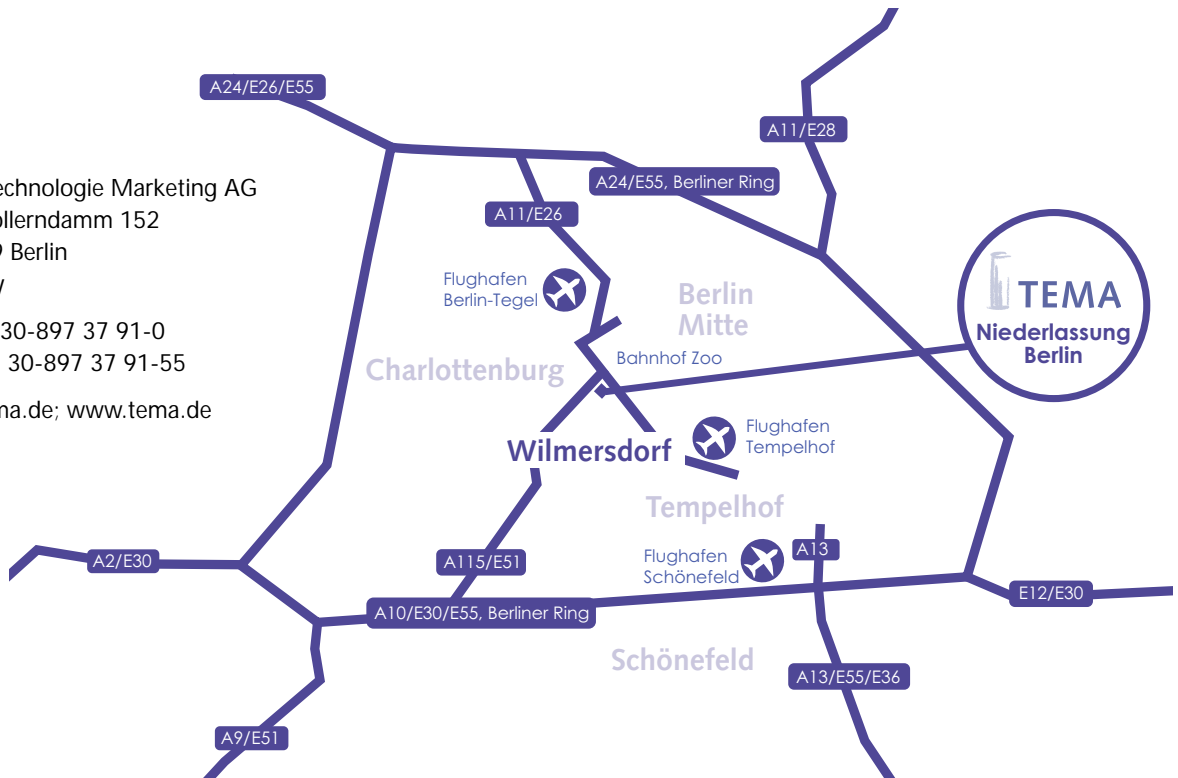 echnologie Marketing AG
ollerndamm 152
9 Berlin
30-897 37 91-0
30-897 37 91-55
ma.de; www.tema.de
A24/E26/E55
A11/E28
A24/E55, Berliner Ring
A11/E26
Flughafen
Berlin-Tegel
Berlin
Mitte
TEMA
Niederlassung
Berlin
Bahnhof Zoo
Charlottenburg
Flughafen
Tempelhof
Wilmersdorf
Tempelhof
A2/E30
A115/E51
Flughafen
Schönefeld
A13
E12/E30
A10/E30/E55, Berliner Ring
Schönefeld
A13/E55/E36
A9/E51